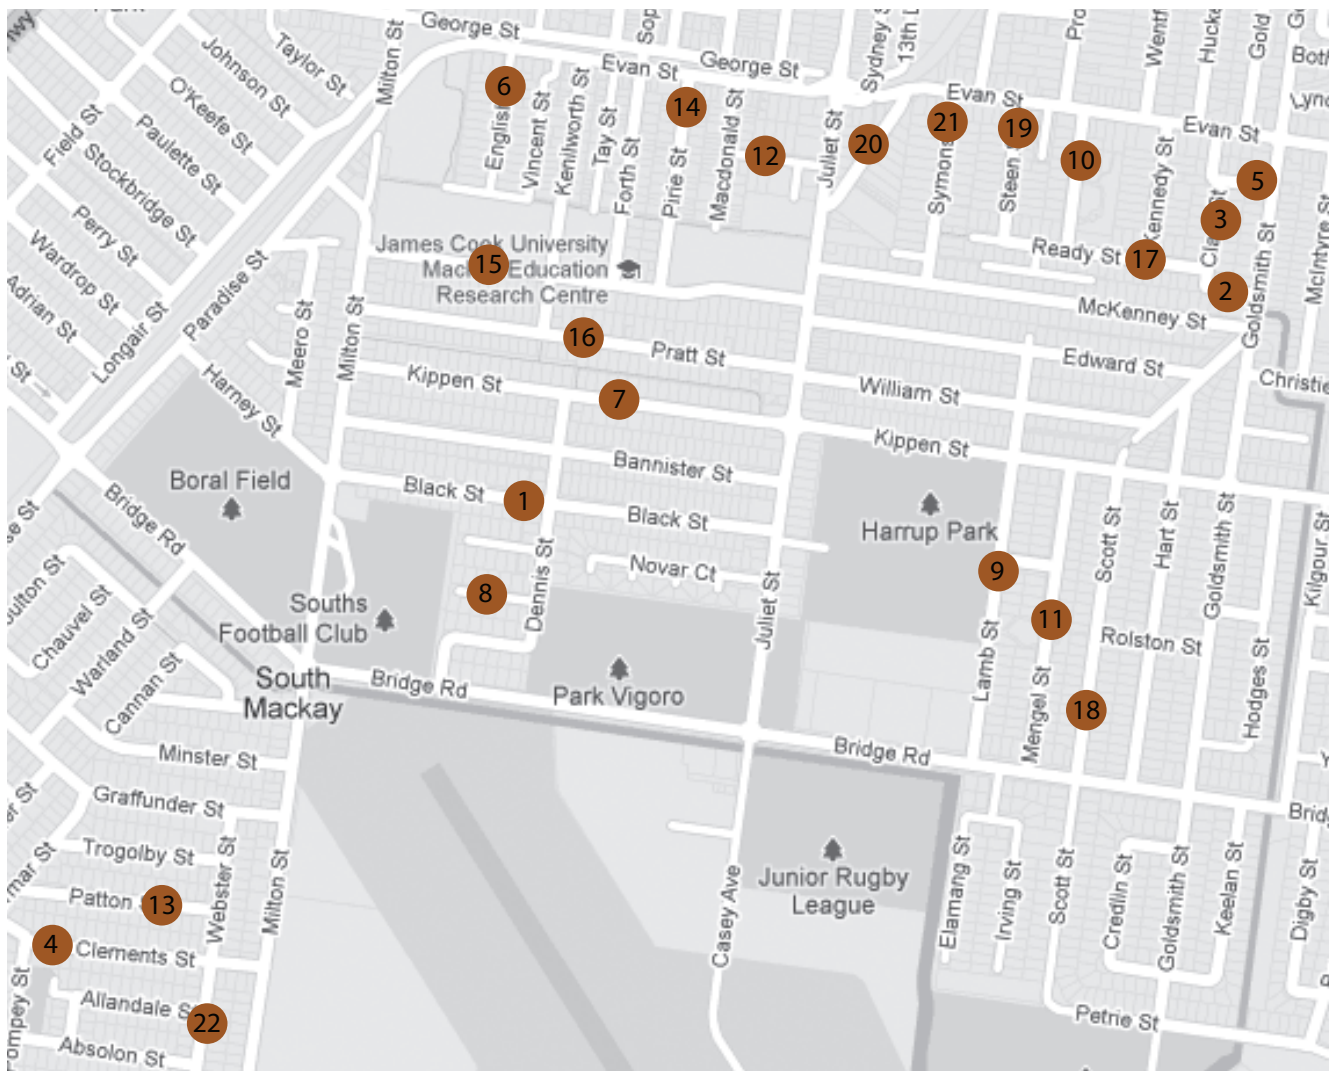 George St
Milton St
Taylor St
Johnson St
O'Keefe St
Paulette St
Stockbridge St
Field St
Perry St
Wardrop St
Adrian St
Longair St
Paradise St
Evan St
George St
Sydney
13th
6
14
12
20
21
19
10
5
3
17
2
English
Vincent St
Kenilworth St
Tay St
Forth St
Pirie St
Macdonald St
Juliet St
Evan St
Evan St
Symons
Steen
Kennedy St
Goldsmith St
McIntyre St
Gold
Ready St
James Cook University
15
Education
Research Centre
16
Pratt St
McKenney St
Edward St
William St
Christie
Meero St
Milton St
Harney St
Kippen St
7
Kippen St
Bannister St
Black St
1
Black St
Novar Ct
Boral Field
Bridge Rd
Harrup Park
9
8
Dennis St
Juliet St
Souths
Football Club
Park Vigoro
Scott St
Hart St
Goldsmith St
Kilgour St
11
Rolston St
Lamb St
Mengel St
18
Hodges St
Chauvel St
Warland St
Cannan St
South
Mackay
Bridge Rd
Bridge Rd
Minster St
Graffunder St
Trogolby St
Patton
13
Webster St
Milton St
4
Clements St
Allandale S
22
Absolon St
Casey Ave
Junior Rugby
League
Elamang St
Irving St
Scott St
Credlin St
Goldsmith St
Keelan St
Digby St
Petrie St